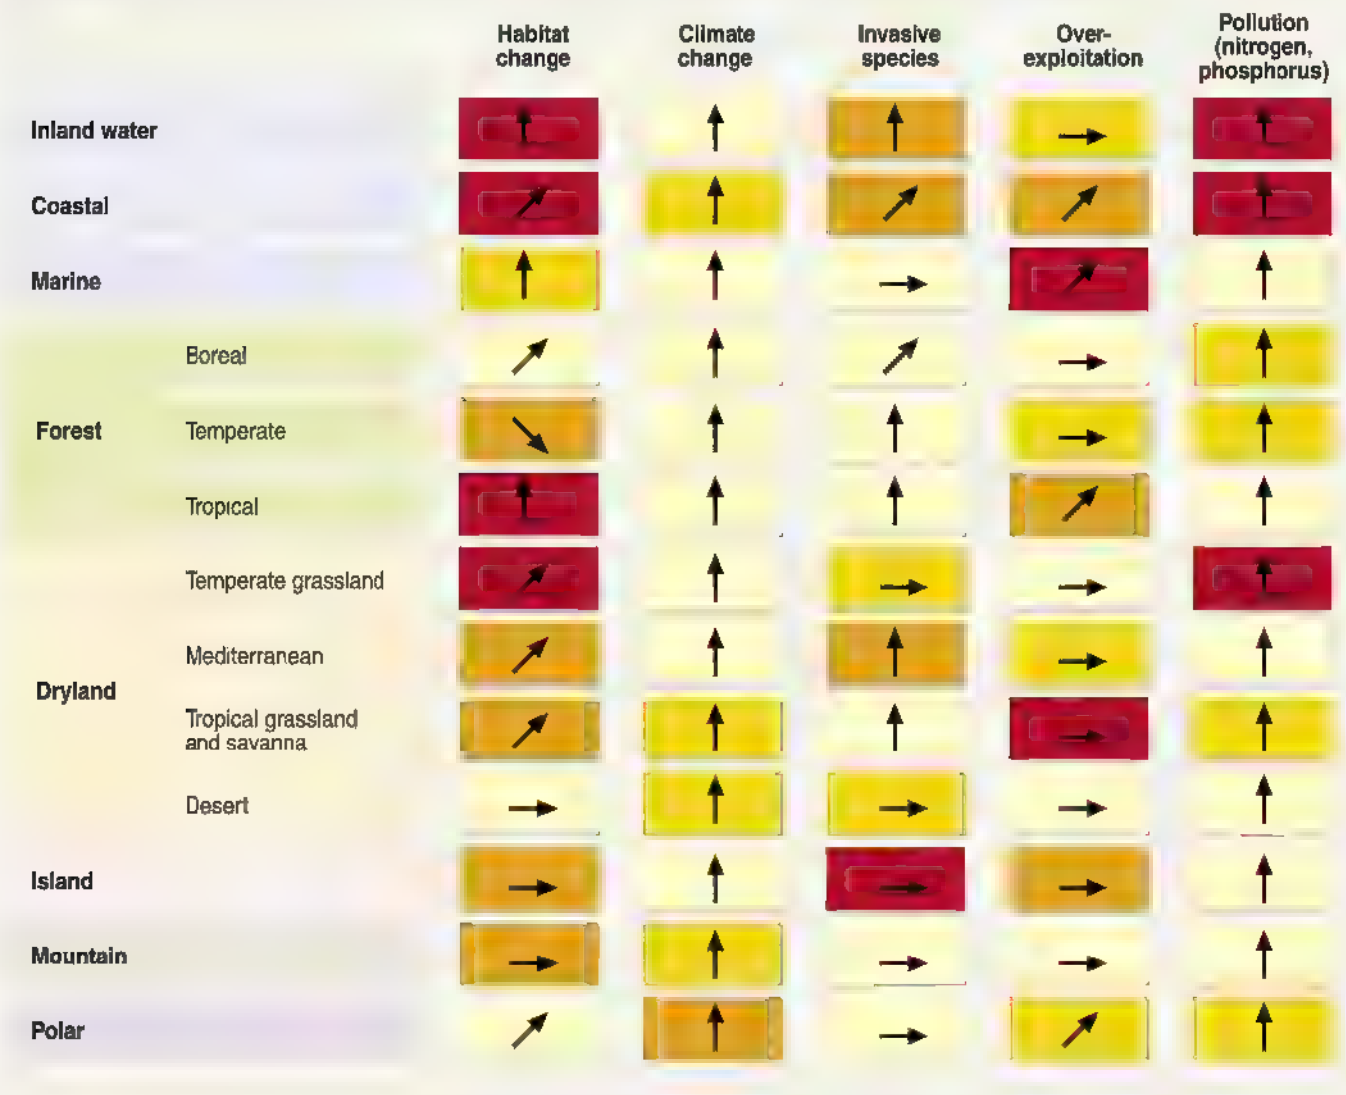 Habitat
change
Climate
change
Invasive
species
Over-
exploitation
Pollution
(nitrogen,
phosphorus)
Inland water
Coastal
Marine
Forest
Boreal
Temperate
Tropical
Dryland
Temperate grassland
Mediterranean
Tropical grassland
and savanna
Desert
Island
Mountain
Polar